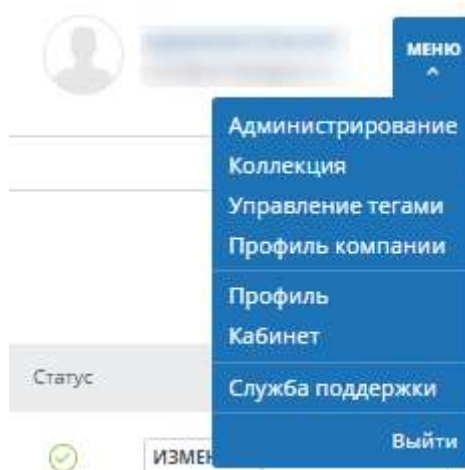 МЕНЮ
Администрирование
Коллекция
Управление тегами
Профиль компании
Профиль
Кабинет
Статус
Служба поддержки
Выйти